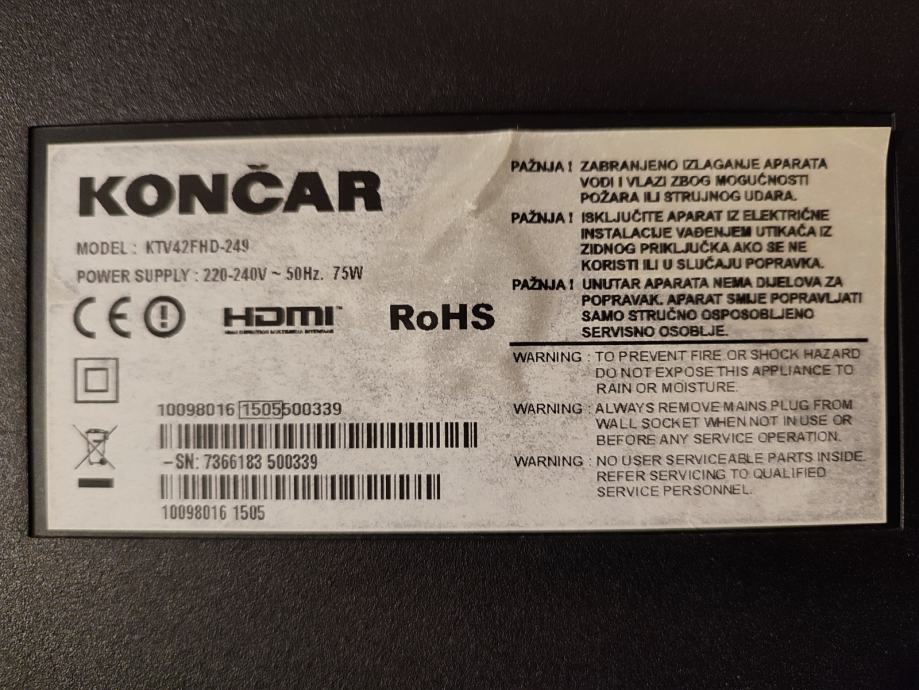 KONČAR
MODEL : KTV42FHD-249
POWER SUPPLY : 220-240V ~ 50Hz. 75W
CE
HDMI™
HIGH-DEFINITION MULTIMEDIA INTERFACE
RoHS
10098016 1505500339
–SN: 7366183 500339
10098016 1505
PAŽNJA ! ZABRANJENO IZLAGANJE APARATA
VODI I VLAZI ZBOG MOGUĆNOSTI
POŽARA ILI STRUJNOG UDARA.
PAŽNJA ! ISKLJUČITE APARAT IZ ELEKTRIČNE
INSTALACIJE VAĐENJEM UTIKAČA IZ
ZIDNOG PRIKLJUČKA AKO SE NE
KORISTI ILI U SLUČAJU POPRAVKA.
PAŽNJA ! UNUTAR APARATA NEMA DIJELOVA ZA
POPRAVAK. APARAT SMIJE POPRAVLJATI
SAMO STRUČNO OSPOSOBLJENO
SERVISNO OSOBLJE.
WARNING : TO PREVENT FIRE OR SHOCK HAZARD
DO NOT EXPOSE THIS APPLIANCE TO
RAIN OR MOISTURE.
WARNING : ALWAYS REMOVE MAINS PLUG FROM
WALL SOCKET WHEN NOT IN USE OR
BEFORE ANY SERVICE OPERATION.
WARNING : NO USER SERVICEABLE PARTS INSIDE.
REFER SERVICING TO QUALIFIED
SERVICE PERSONNEL.